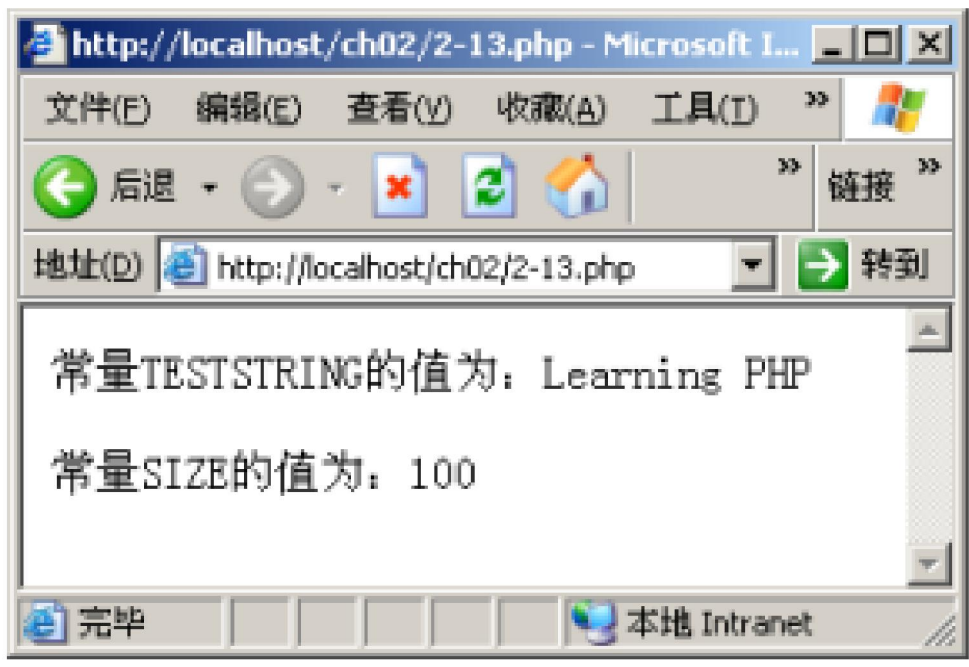 http://localhost/ch02/2-13.php - Microsoft I...
文件(F) 编辑(E) 查看(V) 收藏(A) 工具(T) »
后退 » 链接 »
地址(D) http://localhost/ch02/2-13.php 转到
常量TESTSTRING的值为：Learning PHP
常量SIZE的值为：100
完毕 本地 Intranet